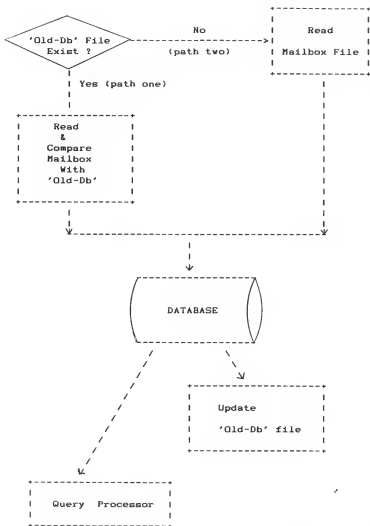 'Old-Db' File
Exist ?
No
(path two)
Read
Mailbox File
Yes (path one)
Read
&
Compare
Mailbox
With
'Old-Db'
DATABASE
Update
'Old-Db' file
Query Processor